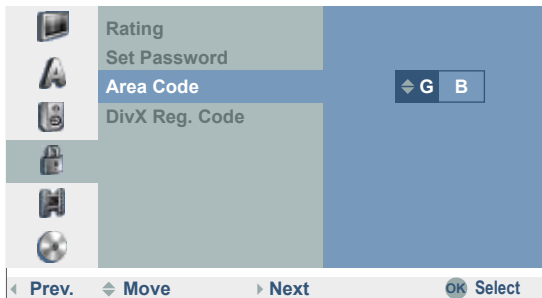 Rating
Set Password
Area Code G B
DivX Reg. Code
Prev. Move Next OK Select